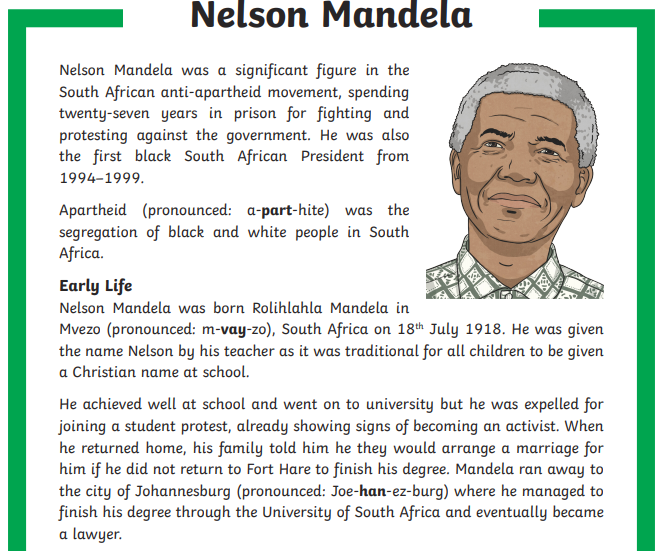 Nelson Mandela
Nelson Mandela was a significant figure in the
South African anti-apartheid movement, spending
twenty-seven years in prison for fighting and
protesting against the government. He was also
the first black South African President from
1994–1999.
Apartheid (pronounced: a-part-hite) was the
segregation of black and white people in South
Africa.
Early Life
Nelson Mandela was born Rolihlahla Mandela in
Mvezo (pronounced: m-vay-zo), South Africa on 18th July 1918. He was given
the name Nelson by his teacher as it was traditional for all children to be given
a Christian name at school.
He achieved well at school and went on to university but he was expelled for
joining a student protest, already showing signs of becoming an activist. When
he returned home, his family told him he they would arrange a marriage for
him if he did not return to Fort Hare to finish his degree. Mandela ran away to
the city of Johannesburg (pronounced: Joe-han-ez-burg) where he managed to
finish his degree through the University of South Africa and eventually became
a lawyer.